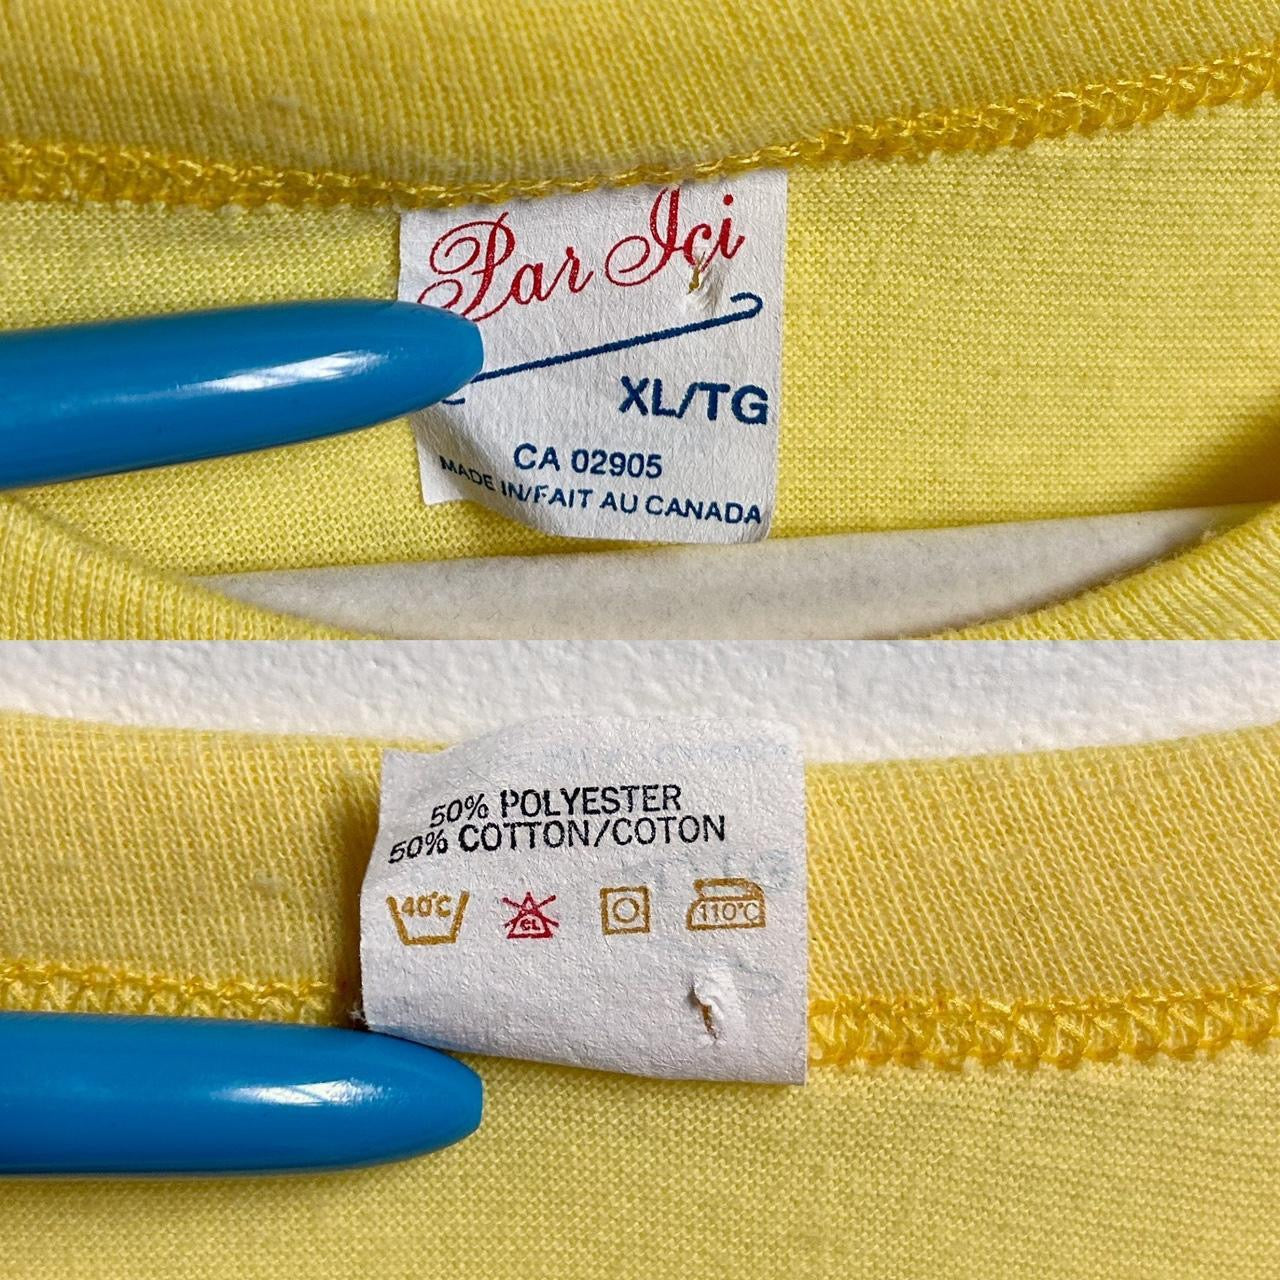 Par Içi
XL/TG
CA 02905
MADE IN/FAIT AU CANADA
50% POLYESTER
50% COTTON/COTON
40°C CL 110°C